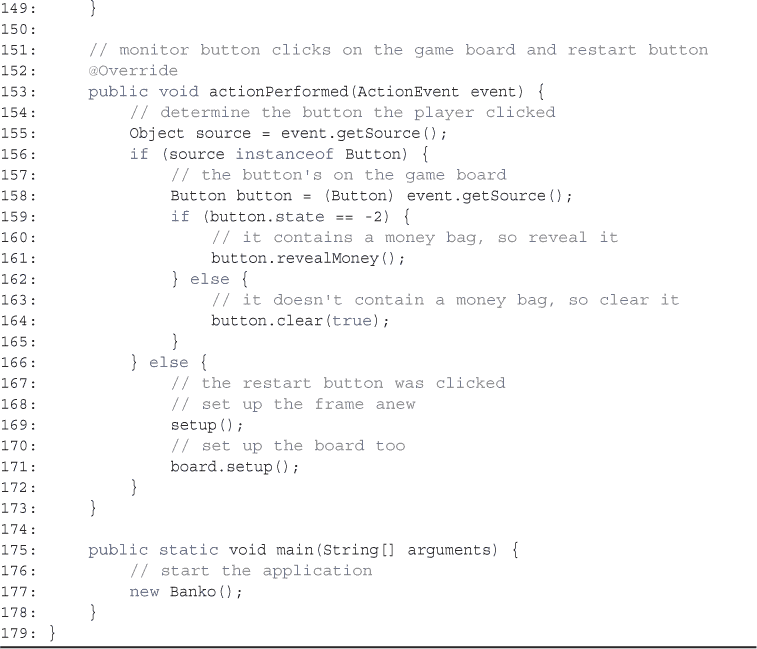 149:     }
150:
151:     // monitor button clicks on the game board and restart button
152:     @Override
153:     public void actionPerformed(ActionEvent event) {
154:         // determine the button the player clicked
155:         Object source = event.getSource();
156:         if (source instanceof Button) {
157:             // the button's on the game board
158:             Button button = (Button) event.getSource();
159:             if (button.state == -2) {
160:                 // it contains a money bag, so reveal it
161:                 button.revealMoney();
162:             } else {
163:                 // it doesn't contain a money bag, so clear it
164:                 button.clear(true);
165:             }
166:         } else {
167:             // the restart button was clicked
168:             // set up the frame anew
169:             setup();
170:             // set up the board too
171:             board.setup();
172:         }
173:     }
174:
175:     public static void main(String[] arguments) {
176:         // start the application
177:         new Banko();
178:     }
179: }